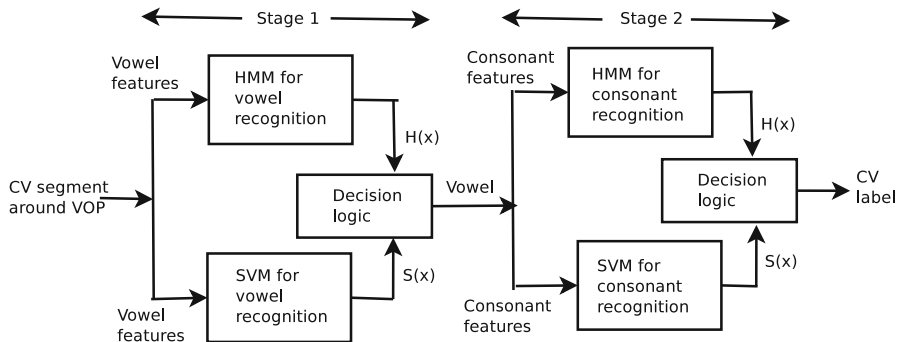 Stage 1
Stage 2
Vowel
features
HMM for
vowel
recognition
H(x)
CV segment
around VOP
Decision
logic
Vowel
SVM for
vowel
recognition
S(x)
Vowel
features
Consonant
features
HMM for
consonant
recognition
H(x)
Decision
logic
CV
label
SVM for
consonant
recognition
S(x)
Consonant
features